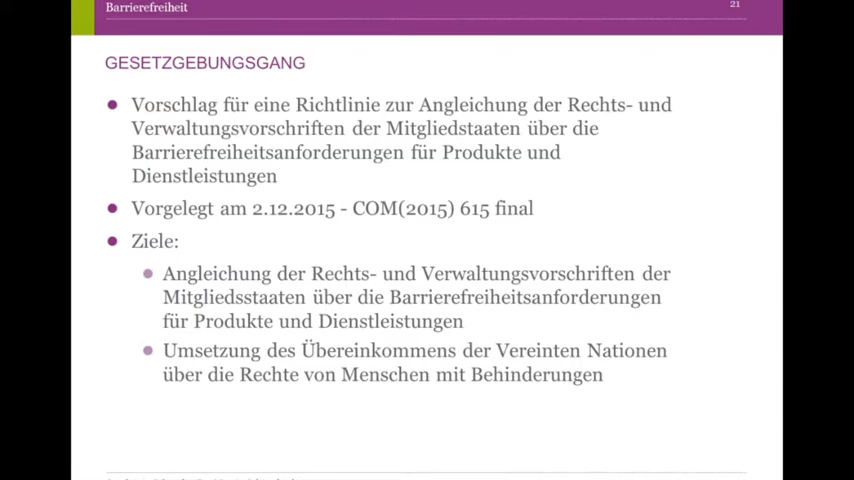 Barrierefreiheit
21
GESETZGEBUNGSGANG
Vorschlag für eine Richtlinie zur Angleichung der Rechts- und
Verwaltungsvorschriften der Mitgliedstaaten über die
Barrierefreiheitsanforderungen für Produkte und
Dienstleistungen
Vorgelegt am 2.12.2015 - COM(2015) 615 final
Ziele:
Angleichung der Rechts- und Verwaltungsvorschriften der
Mitgliedsstaaten über die Barrierefreiheitsanforderungen
für Produkte und Dienstleistungen
Umsetzung des Übereinkommens der Vereinten Nationen
über die Rechte von Menschen mit Behinderungen